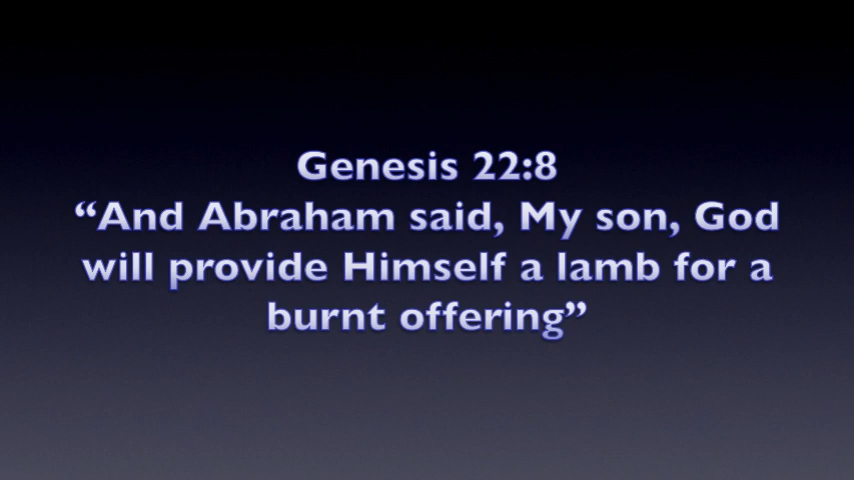 Genesis 22:8
“And Abraham said, My son, God
will provide Himself a lamb for a
burnt offering”